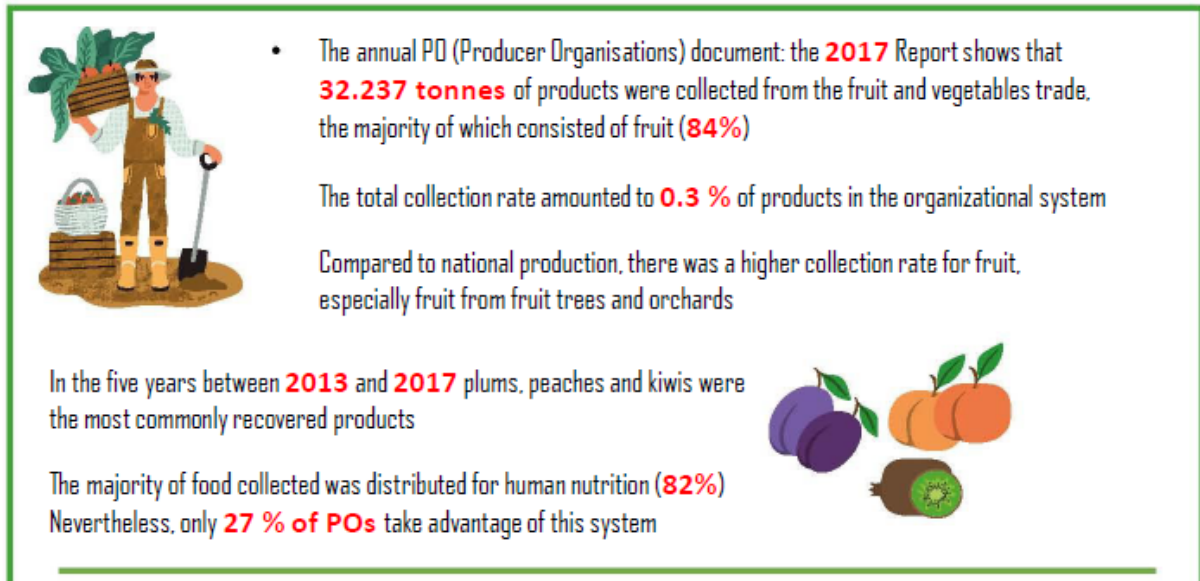 • The annual PO (Producer Organisations) document: the 2017 Report shows that
32.237 tonnes of products were collected from the fruit and vegetables trade,
the majority of which consisted of fruit (84%)
The total collection rate amounted to 0.3 % of products in the organizational system
Compared to national production, there was a higher collection rate for fruit,
especially fruit from fruit trees and orchards
In the five years between 2013 and 2017 plums, peaches and kiwis were
the most commonly recovered products
The majority of food collected was distributed for human nutrition (82%)
Nevertheless, only 27 % of POs take advantage of this system